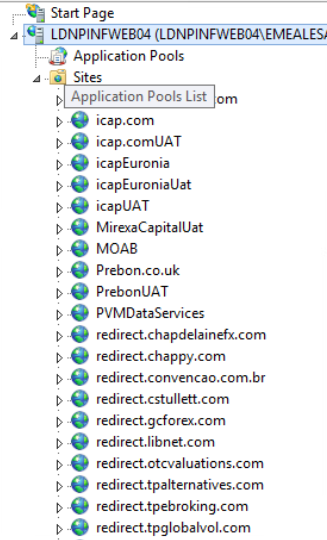 Start Page
LDNPINFWEB04 (LDNPINFWEB04\EMEALESA
Application Pools
Sites
Application Pools List om
icap.com
icap.comUAT
icapEuronia
icapEuroniaUat
icapUAT
MirexaCapitalUat
MOAB
Prebon.co.uk
PrebonUAT
PVMDataServices
redirect.chapdelainefx.com
redirect.chappy.com
redirect.convencao.com.br
redirect.cstullett.com
redirect.gcforex.com
redirect.libnet.com
redirect.otcvaluations.com
redirect.tpalternatives.com
redirect.tpebroking.com
redirect.tpglobalvol.com